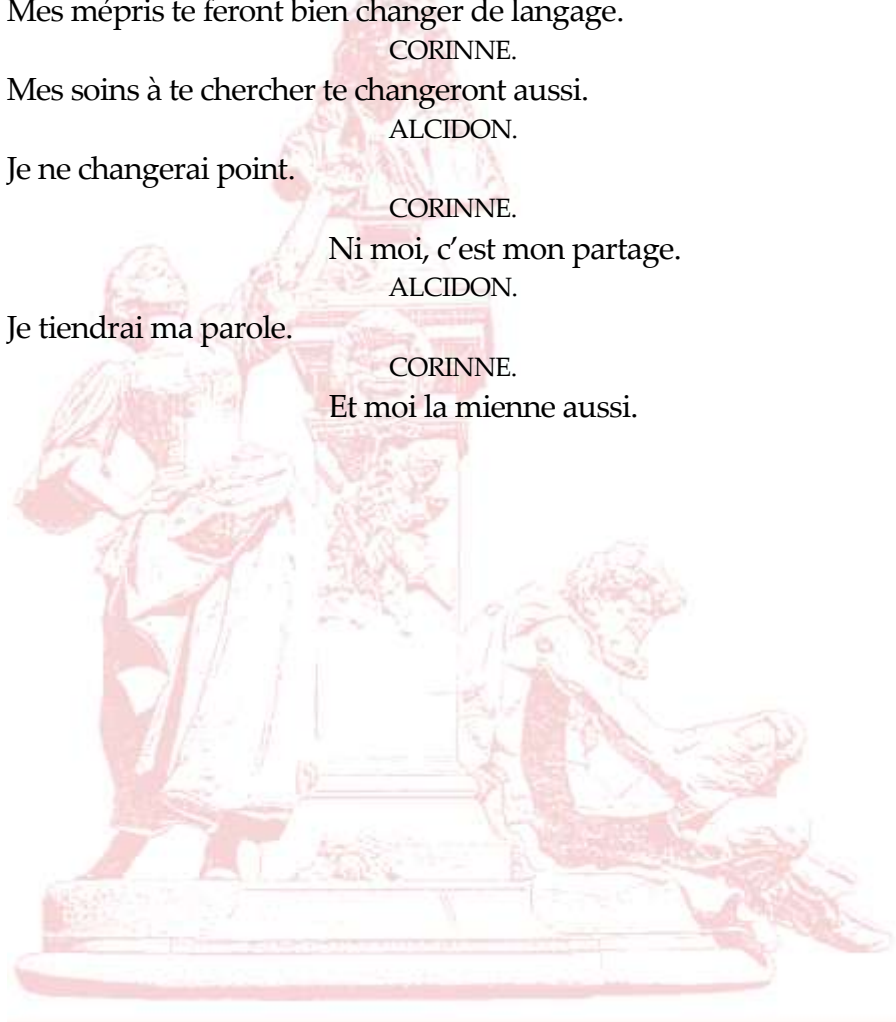 Mes mépris te feront bien changer de langage.
CORINNE.
Mes soins à te chercher te changeront aussi.
ALCIDON.
Je ne changerai point.
CORINNE.
Ni moi, c’est mon partage.
ALCIDON.
Je tiendrai ma parole.
CORINNE.
Et moi la mienne aussi.